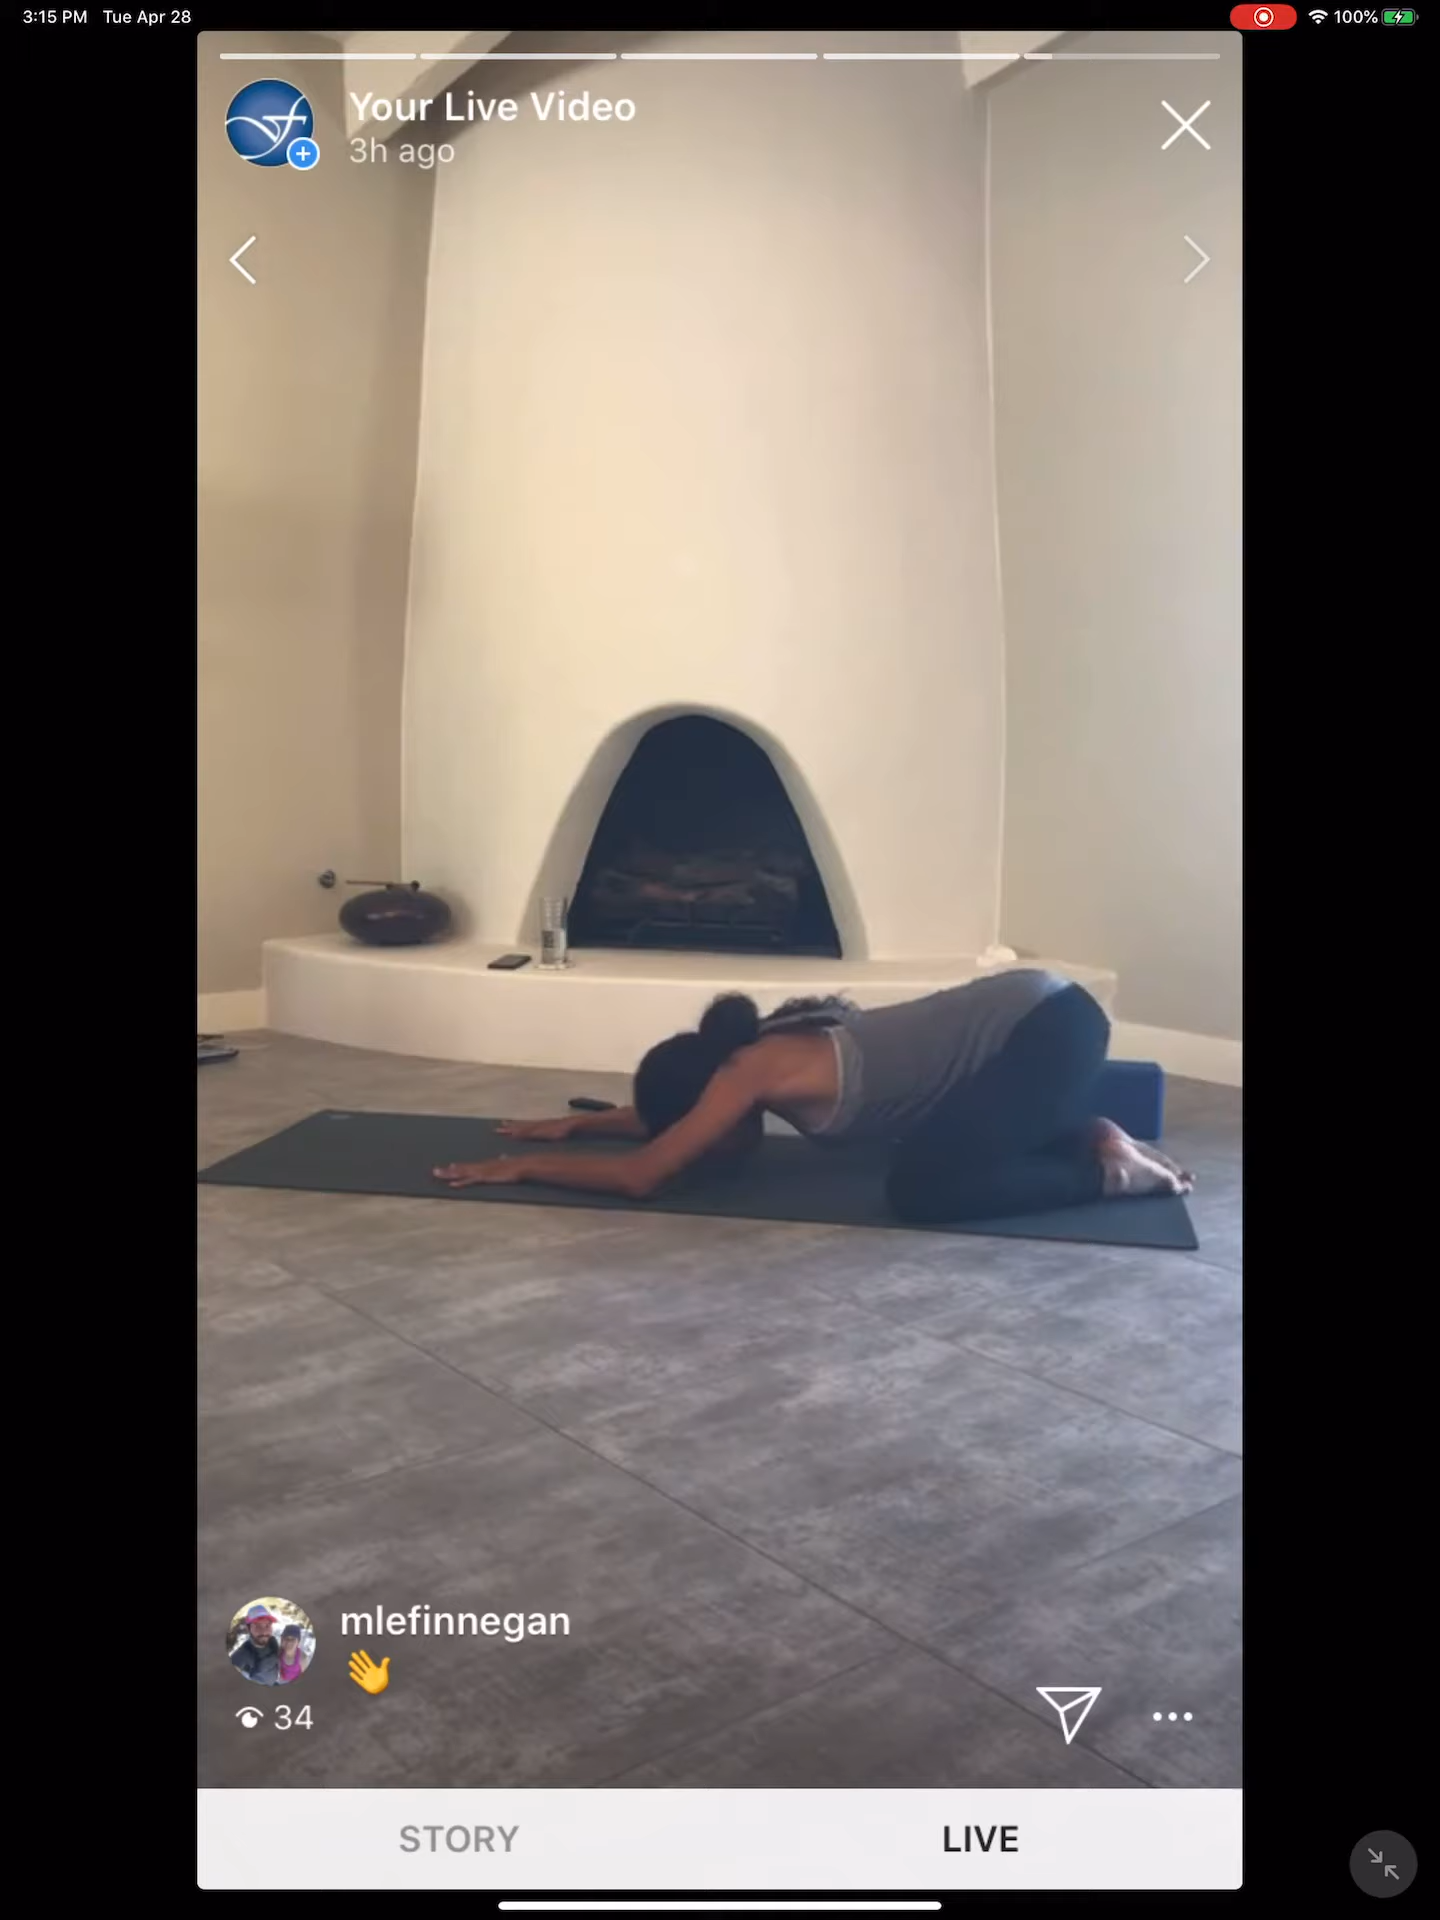 3:15 PM Tue Apr 28
100%
Your Live Video
3h ago
mlefinnegan
👋
34
STORY
LIVE